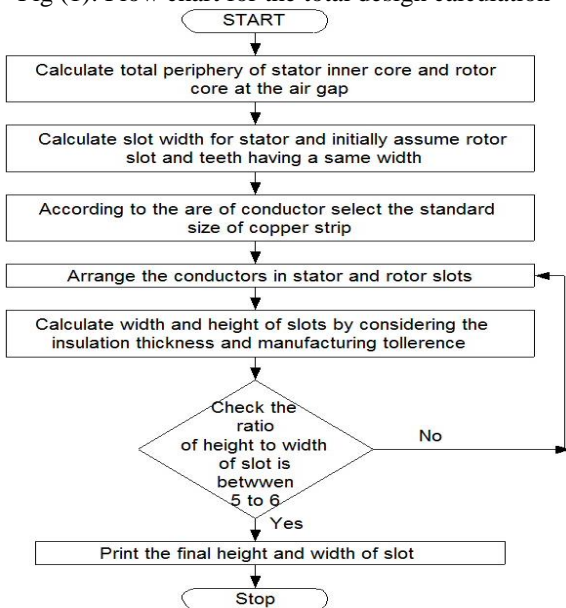 Fig (1). Flow chart for the total design calculation
START
Calculate total periphery of stator inner core and rotor
core at the air gap
Calculate slot width for stator and initially assume rotor
slot and teeth having a same width
According to the are of conductor select the standard
size of copper strip
Arrange the conductors in stator and rotor slots
Calculate width and height of slots by considering the
insulation thickness and manufacturing tollerence
Check the
ratio
of height to width
of slot is
betwwen
5 to 6
No
Yes
Print the final height and width of slot
Stop